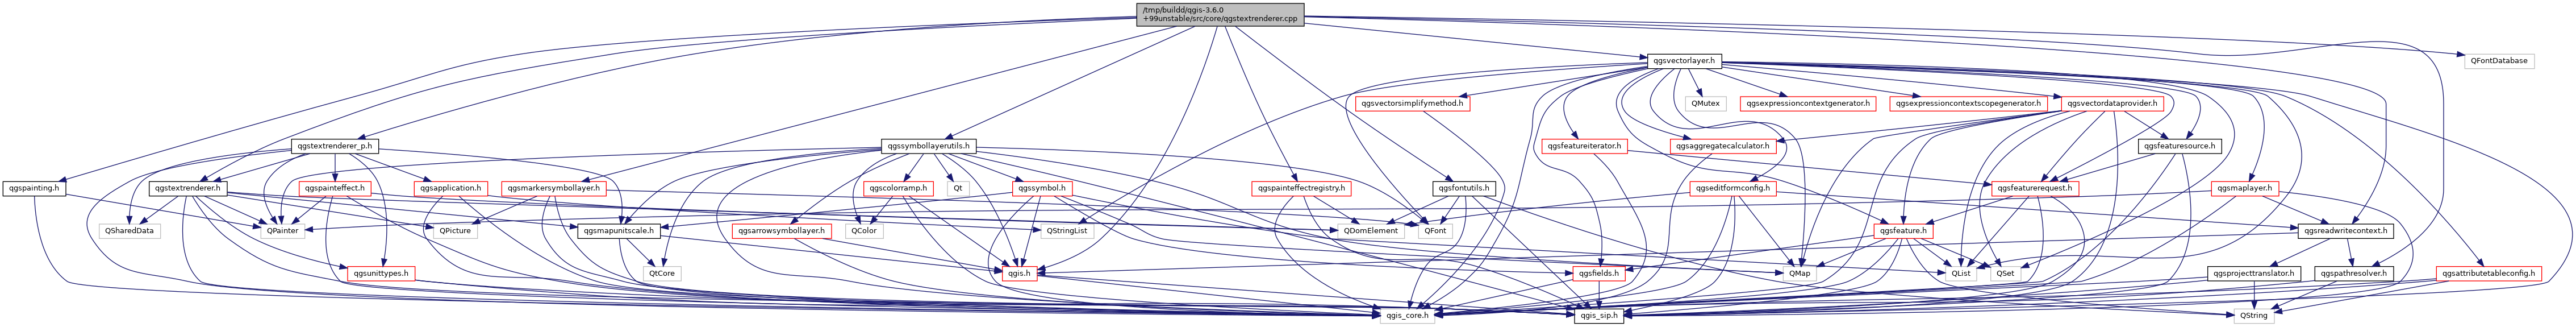 /tmp/buildd/qgis-3.6.0
+99unstable/src/core/qgstextrenderer.cpp
qgsvectorlayer.h
QFontDatabase
qgsvectorsimplifymethod.h
QMutex
qgsexpressioncontextgenerator.h
qgsexpressioncontextscopegenerator.h
qgsvectordataprovider.h
qgstextrenderer_p.h
qgssymbollayerutils.h
qgsfeatureiterator.h
qgsaggregatecalculator.h
qgsfeaturesource.h
qgspainting.h
qgstextrenderer.h
qgspainteffect.h
qgsapplication.h
qgsmarkersymbollayer.h
qgscolorramp.h
Qt
qgssymbol.h
qgspainteffectregistry.h
qgsfontutils.h
qgseditformconfig.h
qgsfeaturerequest.h
qgsmaplayer.h
QSharedData
QPainter
QPicture
qgsmapunitscale.h
qgsarrowsymbollayer.h
QColor
QStringList
QDomElement
QFont
qgsfeature.h
qgsreadwritecontext.h
qgsunittypes.h
QtCore
qgis.h
qgsfields.h
QMap
QList
QSet
qgsprojecttranslator.h
qgspathresolver.h
qgsattributetableconfig.h
qgis_core.h
qgis_sip.h
QString